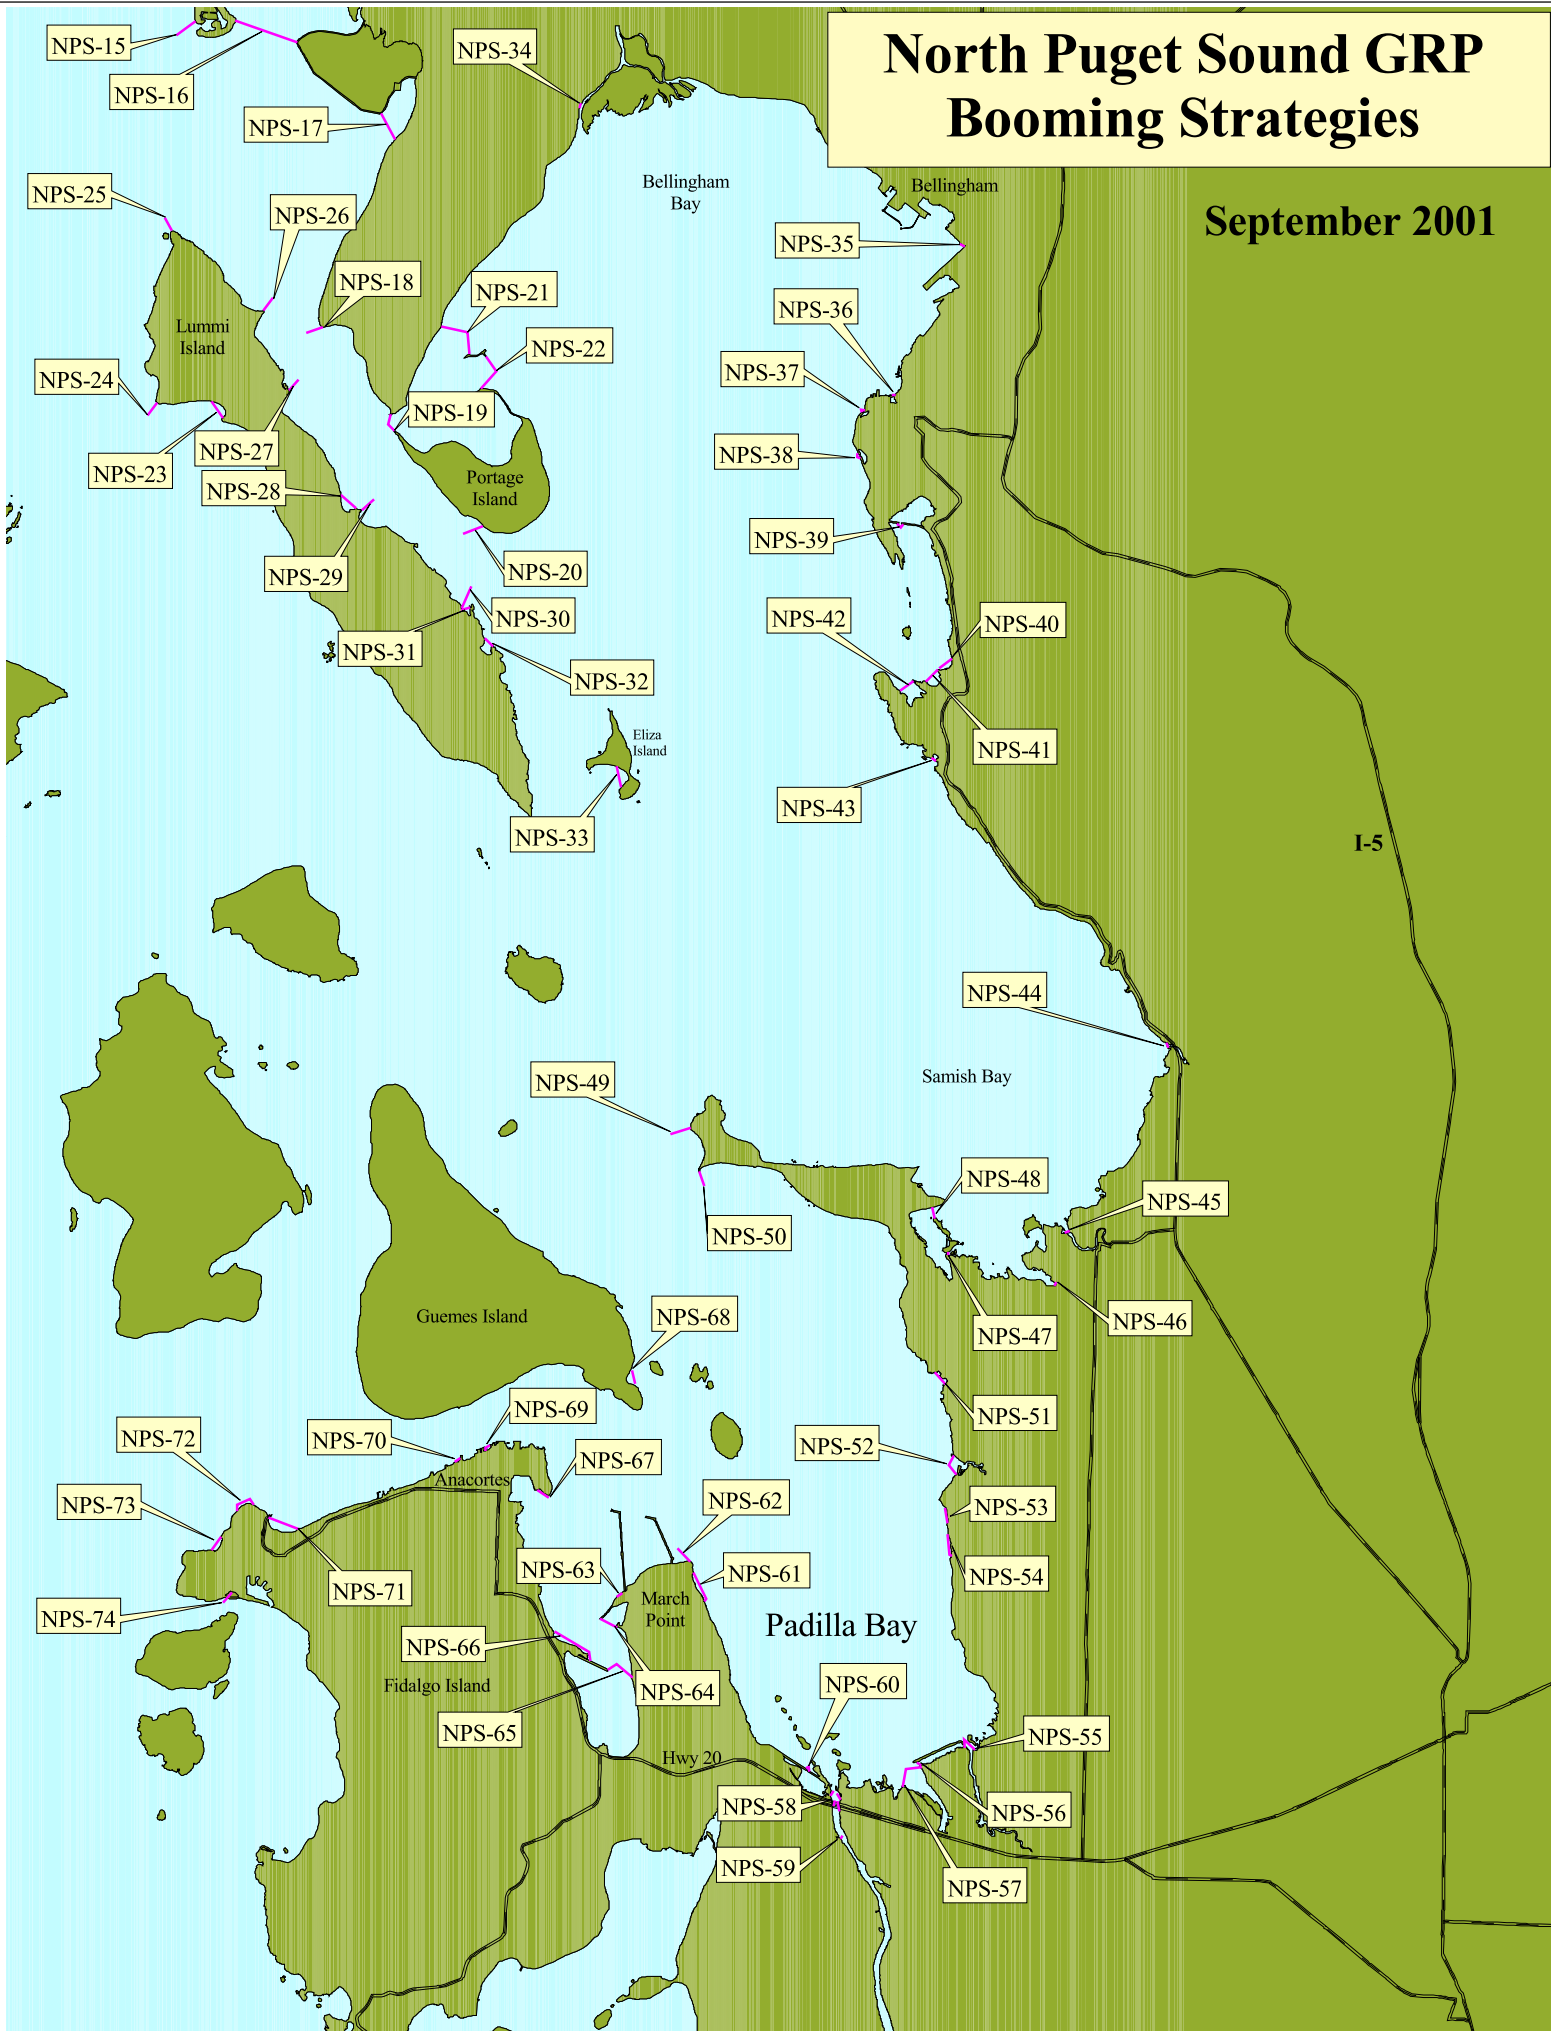 North Puget Sound GRP
Booming Strategies
September 2001
NPS-15
NPS-16
NPS-17
NPS-34
Bellingham
Bay
Bellingham
NPS-25
NPS-26
NPS-35
NPS-18
NPS-21
NPS-36
Lummi
Island
NPS-22
NPS-24
NPS-37
NPS-19
NPS-27
NPS-23
NPS-38
NPS-28
Portage
Island
NPS-39
NPS-29
NPS-20
NPS-30
NPS-42
NPS-40
NPS-31
NPS-32
Eliza
Island
NPS-41
NPS-43
NPS-33
I-5
NPS-44
Samish Bay
NPS-49
NPS-48
NPS-45
NPS-50
Guemes Island
NPS-68
NPS-47
NPS-46
NPS-69
NPS-51
NPS-72
NPS-70
NPS-52
NPS-67
Anacortes
NPS-73
NPS-62
NPS-53
NPS-63
NPS-61
NPS-54
NPS-71
March
Point
NPS-74
Padilla Bay
NPS-66
Fidalgo Island
NPS-64
NPS-60
NPS-65
NPS-55
Hwy 20
NPS-58
NPS-56
NPS-59
NPS-57